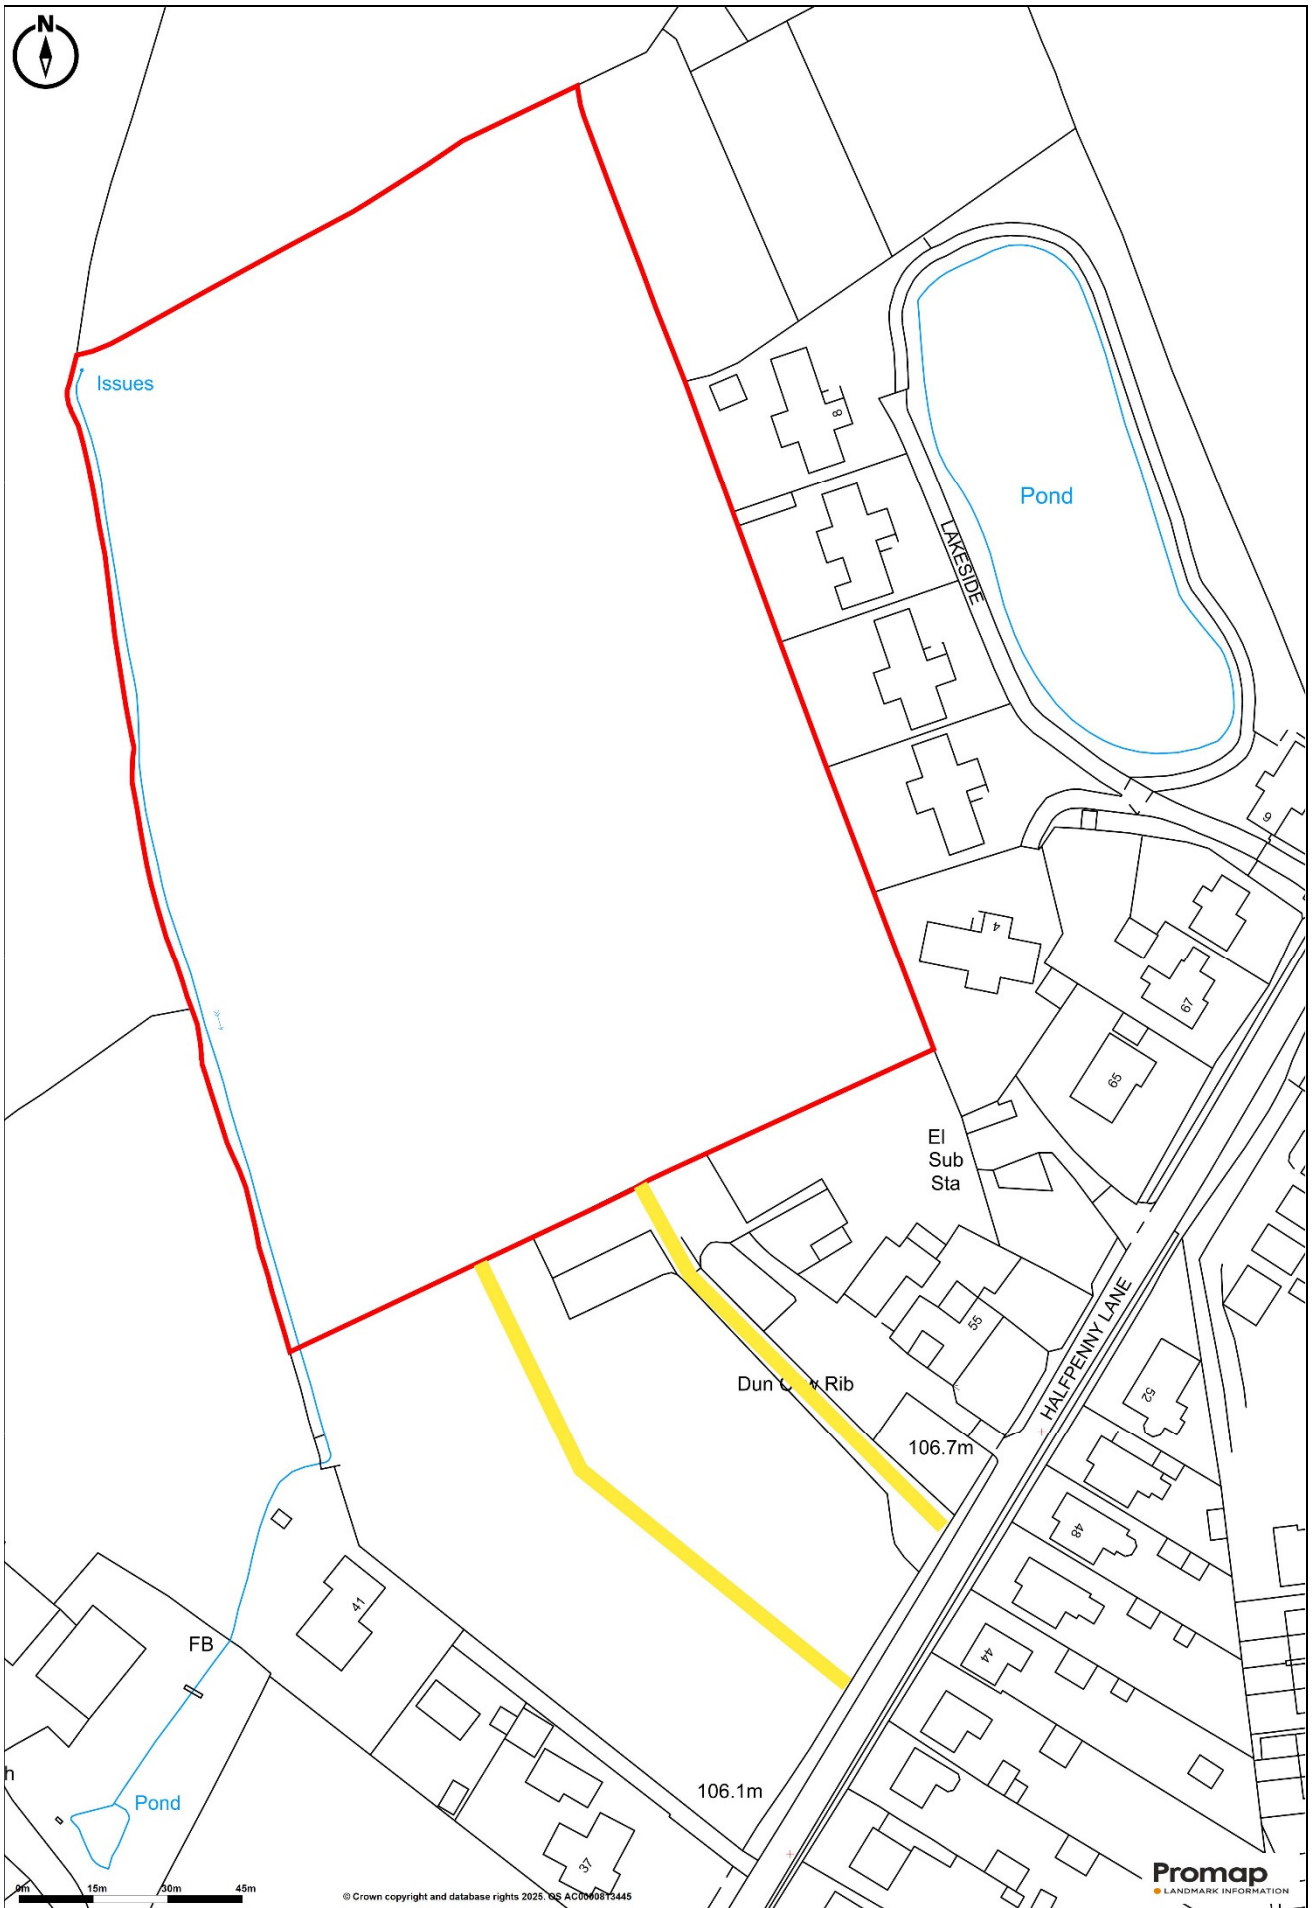 N
Issues
8
Pond
LAKESIDE
9
4
67
65
El
Sub
Sta
55
HALFPENNY LANE
Dun Cow Rib
52
106.7m
48
41
44
FB
h
Pond
106.1m
37
0m 15m 30m 45m
© Crown copyright and database rights 2025. OS AC0000813445
Promap
LANDMARK INFORMATION